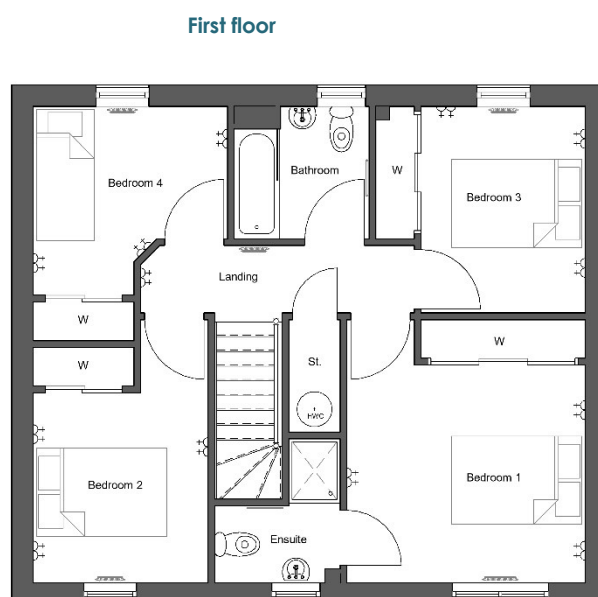 First floor
Bedroom 4
Bathroom
W
Bedroom 3
Landing
W
W
St.
W
HWC
Bedroom 2
Bedroom 1
Ensuite